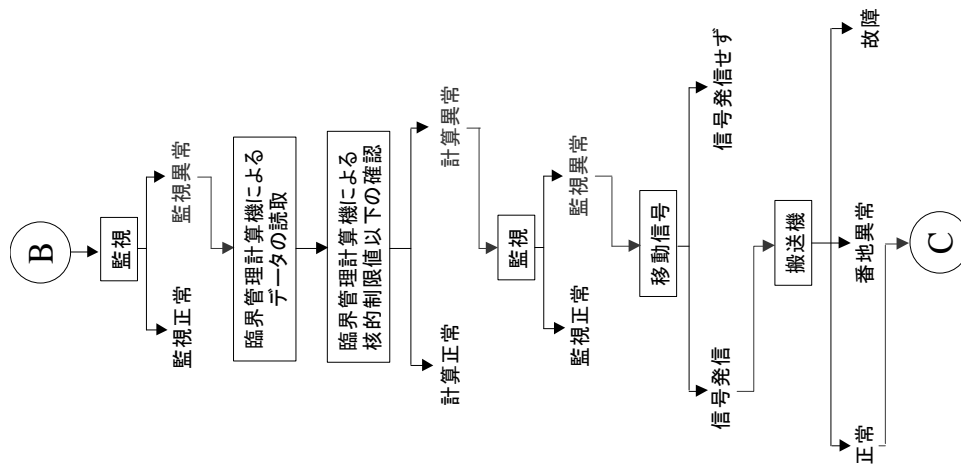 B
監視
監視正常
監視異常
臨界管理計算機による
データの読取
臨界管理計算機による
核的制限値以下の確認
計算正常
計算異常
監視
監視正常
監視異常
移動信号
信号発信
信号発信せず
搬送機
正常
番地異常
故障
C